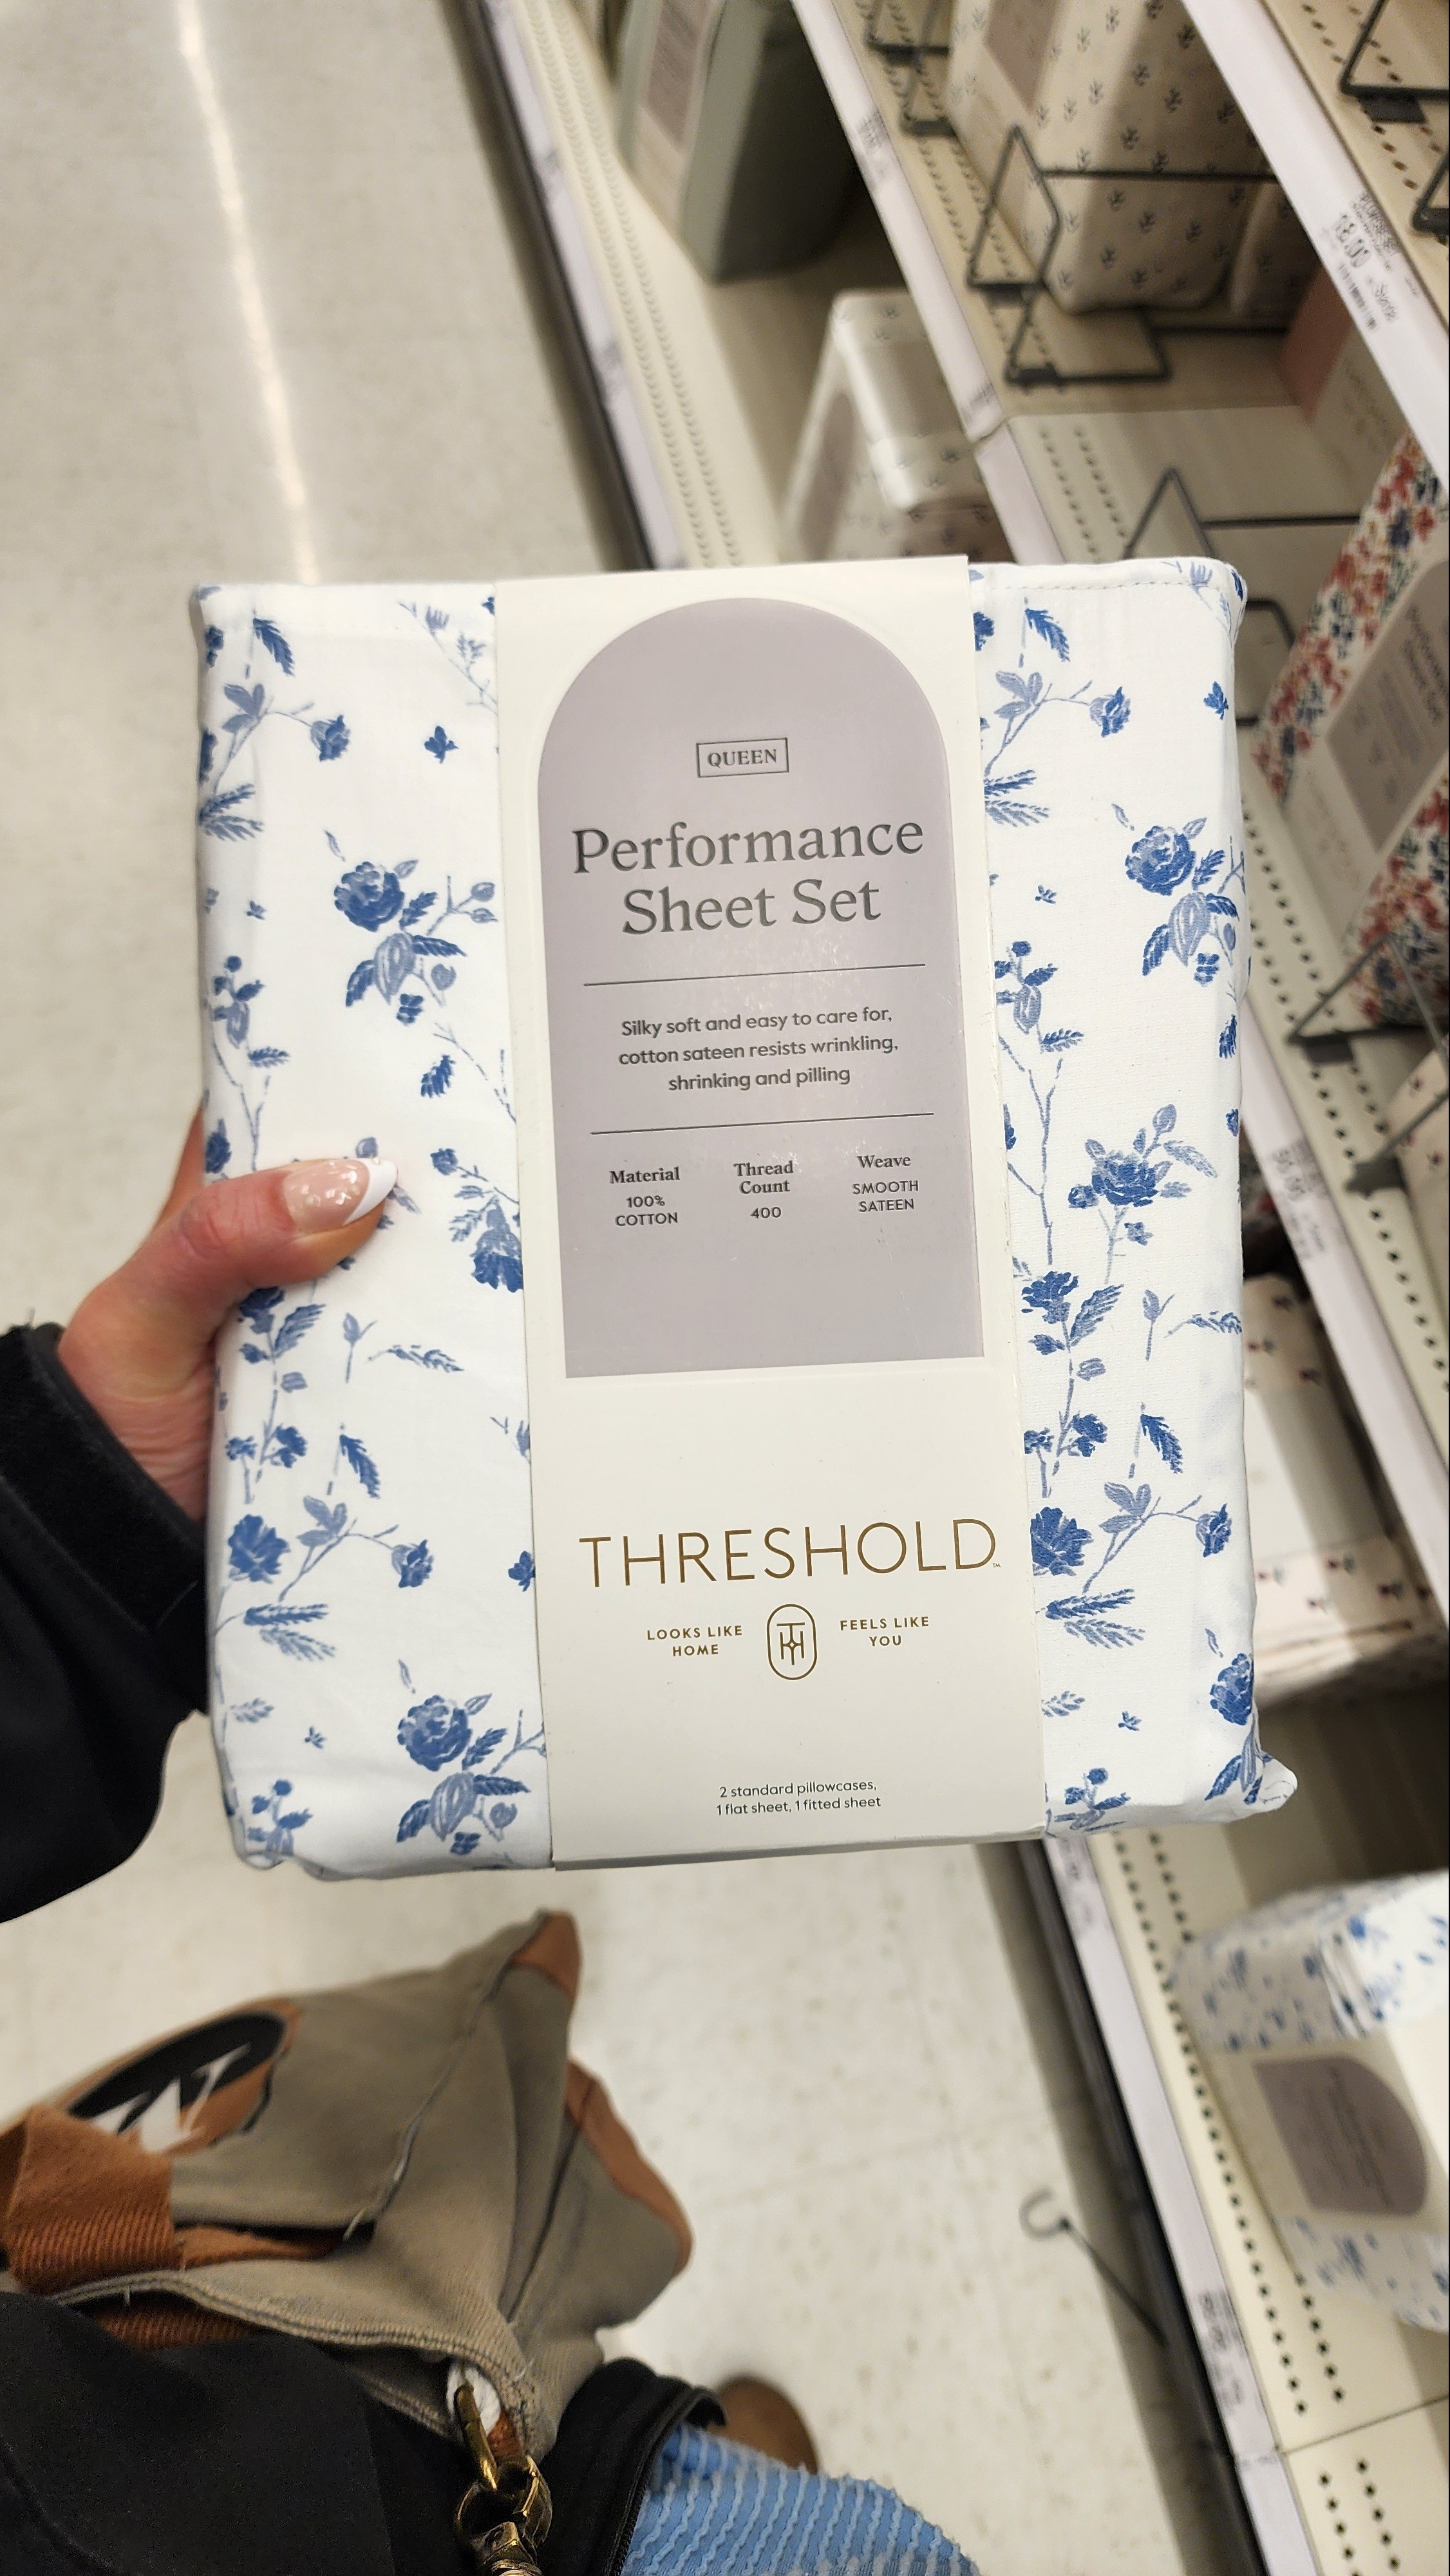 QUEEN
Performance
Sheet Set
Silky soft and easy to care for,
cotton sateen resists wrinkling,
shrinking and pilling
Material
100%
COTTON
Thread
Count
400
Weave
SMOOTH
SATEEN
THRESHOLD™
LOOKS LIKE
HOME
FEELS LIKE
YOU
2 standard pillowcases,
1 flat sheet, 1 fitted sheet